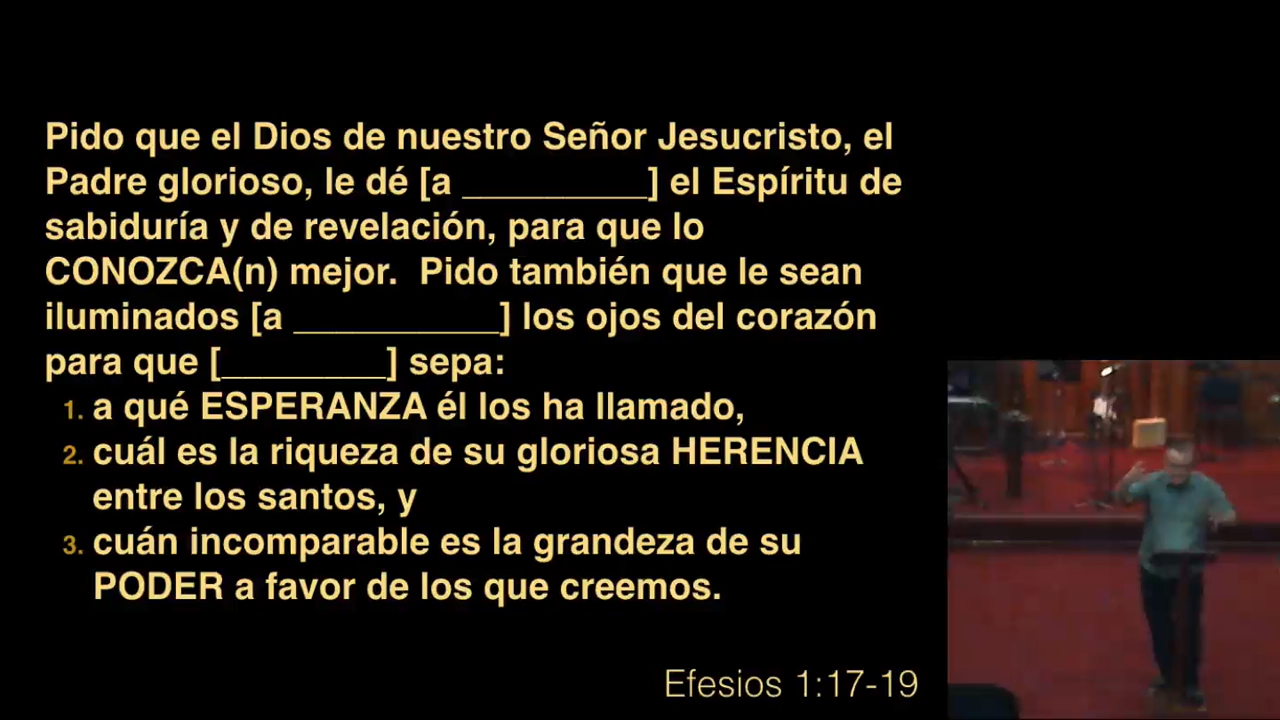 Pido que el Dios de nuestro Señor Jesucristo, el
Padre glorioso, le dé [a _________] el Espíritu de
sabiduría y de revelación, para que lo
CONOZCA(n) mejor.  Pido también que le sean
iluminados [a __________] los ojos del corazón
para que [________] sepa:
1. a qué ESPERANZA él los ha llamado,
2. cuál es la riqueza de su gloriosa HERENCIA
entre los santos, y
3. cuán incomparable es la grandeza de su
PODER a favor de los que creemos.
Efesios 1:17-19